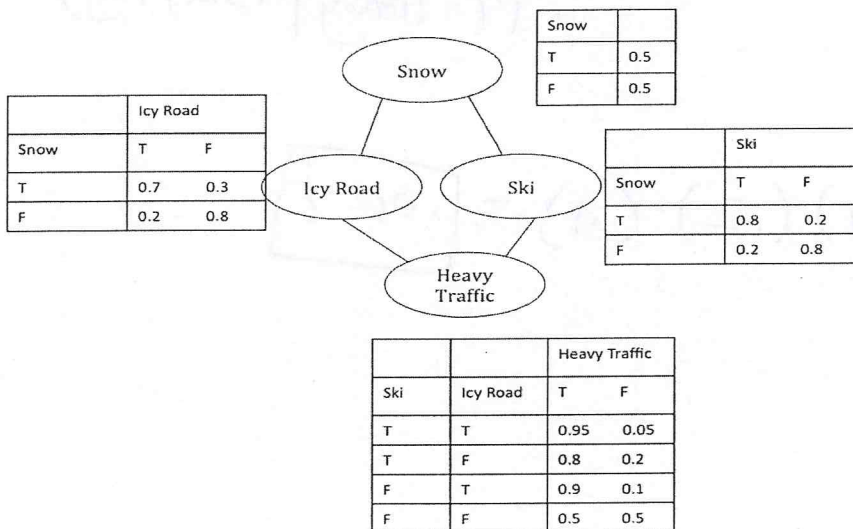 Snow
T 0.5
F 0.5
Snow
Icy Road
Snow T F
T 0.7 0.3
F 0.2 0.8
Icy Road
Ski
Ski
Snow T F
T 0.8 0.2
F 0.2 0.8
Heavy
Traffic
Heavy Traffic
Ski Icy Road T F
T T 0.95 0.05
T F 0.8 0.2
F T 0.9 0.1
F F 0.5 0.5